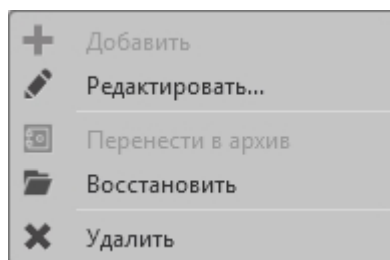 Добавить
Редактировать...
Перенести в архив
Восстановить
Удалить